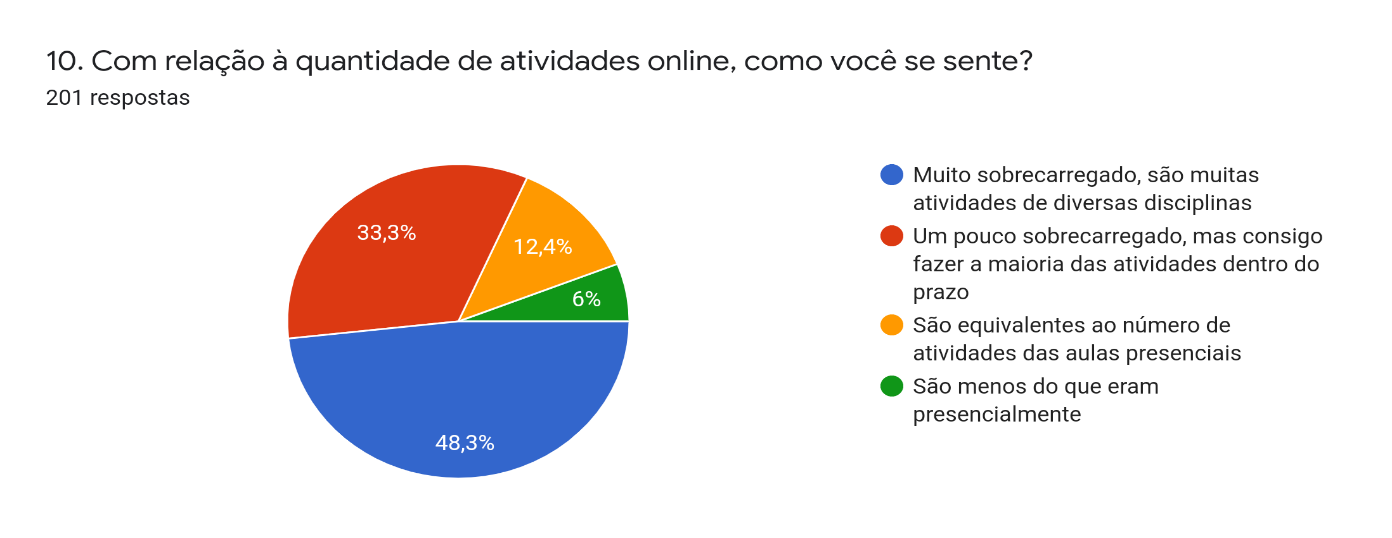 10. Com relação à quantidade de atividades online, como você se sente?
201 respostas
33,3%
12,4%
6%
48,3%
Muito sobrecarregado, são muitas
atividades de diversas disciplinas
Um pouco sobrecarregado, mas consigo
fazer a maioria das atividades dentro do
prazo
São equivalentes ao número de
atividades das aulas presenciais
São menos do que eram
presencialmente